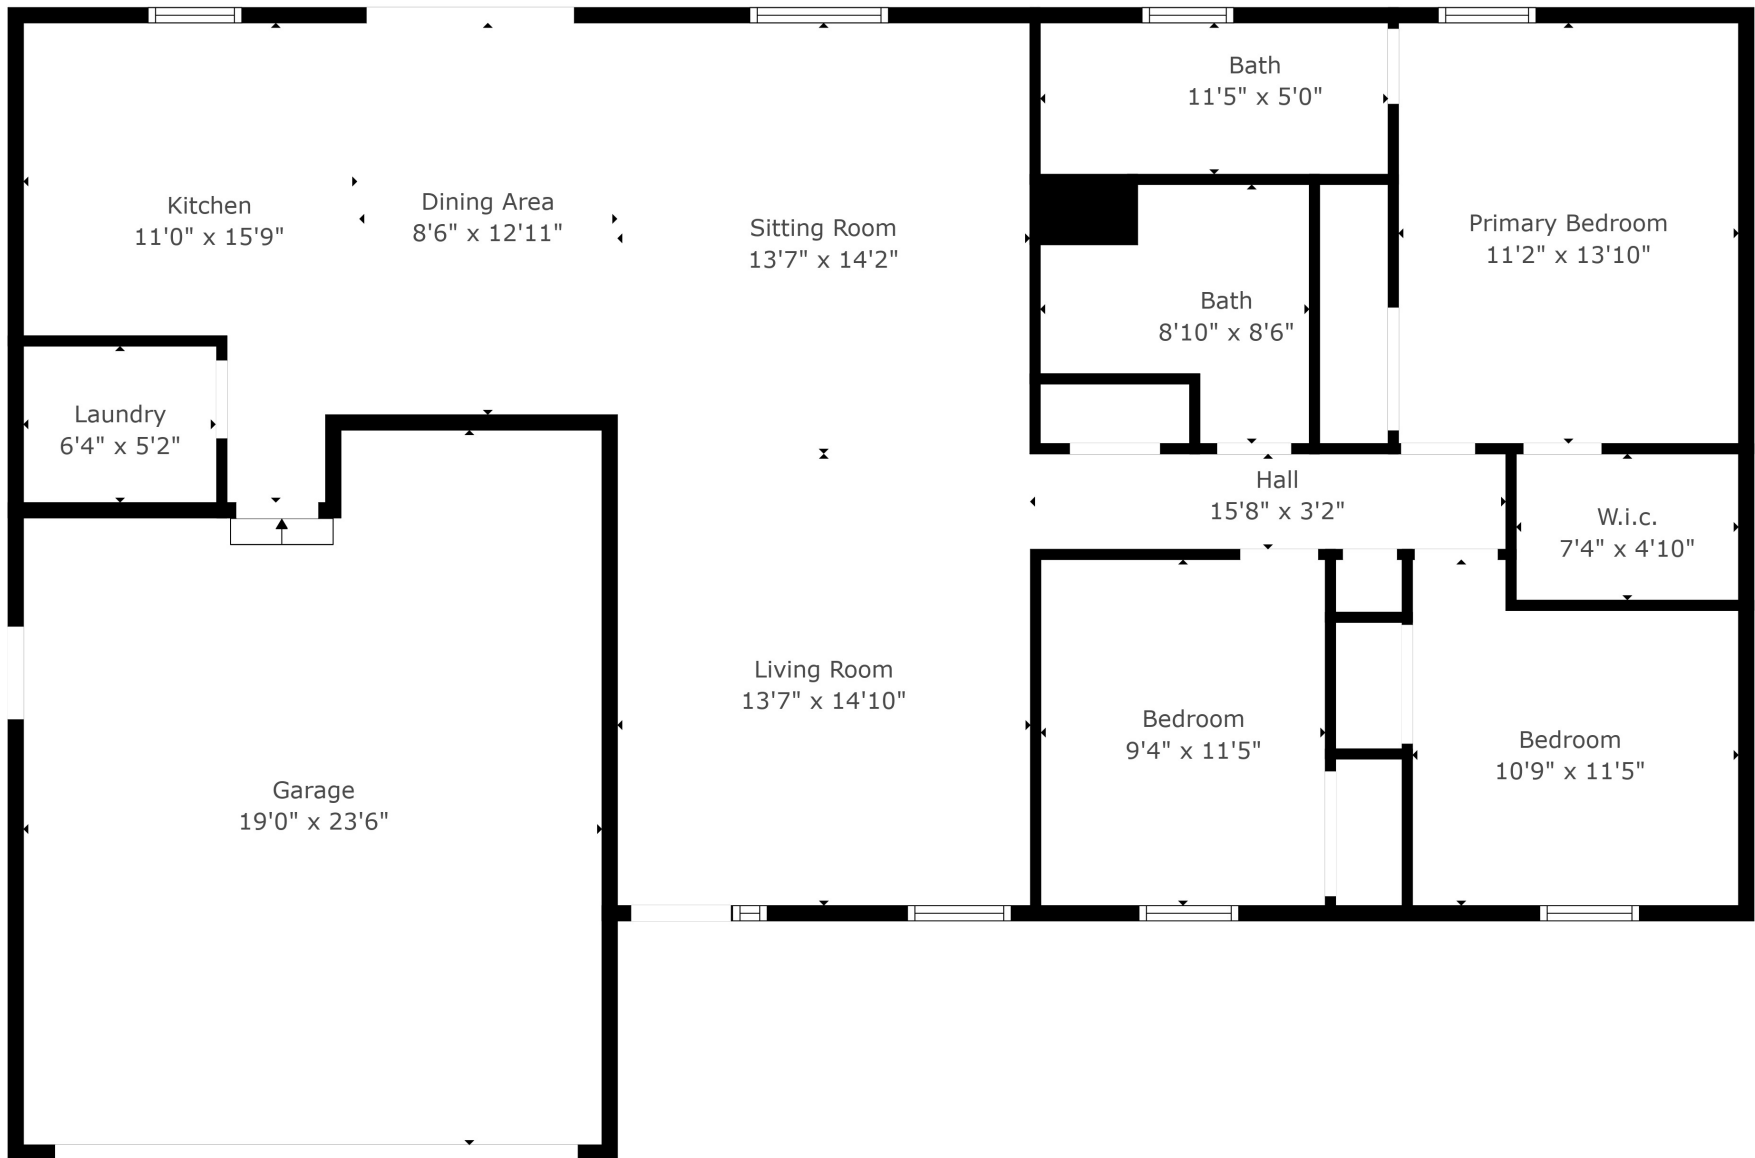 Bath
11'5" x 5'0"
Kitchen
11'0" x 15'9"
Dining Area
8'6" x 12'11"
Sitting Room
13'7" x 14'2"
Primary Bedroom
11'2" x 13'10"
Bath
8'10" x 8'6"
Laundry
6'4" x 5'2"
Hall
15'8" x 3'2"
W.i.c.
7'4" x 4'10"
Living Room
13'7" x 14'10"
Bedroom
9'4" x 11'5"
Bedroom
10'9" x 11'5"
Garage
19'0" x 23'6"